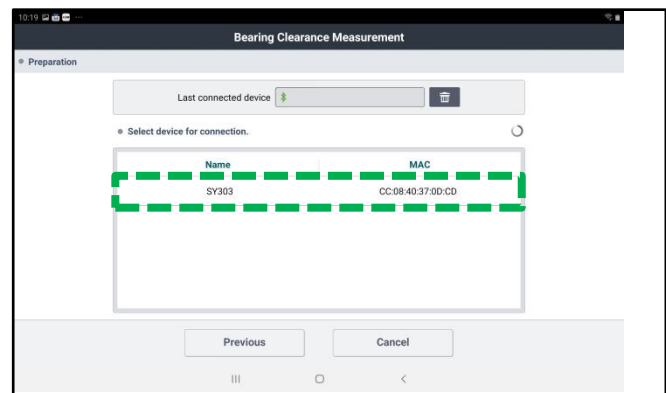 10:19
Bearing Clearance Measurement
Preparation
Last connected device
Select device for connection.
Name MAC
SY303 CC:08:40:37:0D:CD
Previous Cancel